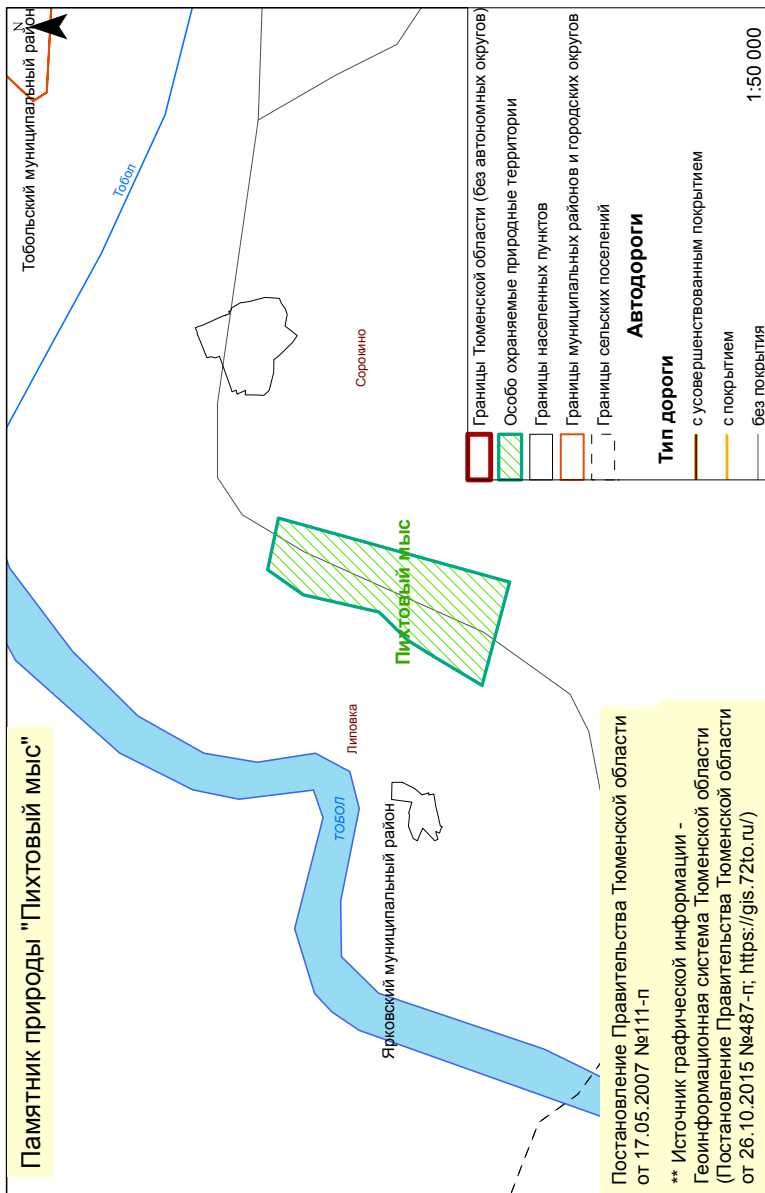 Памятник природы "Пихтовый мыс"
Тобольский муниципальный район
N
Тобол
Сорокино
Пихтовый мыс
Липовка
ТОБОЛ
Ярковский муниципальный район
Постановление Правительства Тюменской области
от 17.05.2007 №111-п
** Источник графической информации -
Геоинформационная система Тюменской области
(Постановление Правительства Тюменской области
от 26.10.2015 №487-п; https://gis.72to.ru/)
Границы Тюменской области (без автономных округов)
Особо охраняемые природные территории
Границы населенных пунктов
Границы муниципальных районов и городских округов
Границы сельских поселений
Автодороги
Тип дороги
с усовершенствованным покрытием
с покрытием
без покрытия
1:50 000